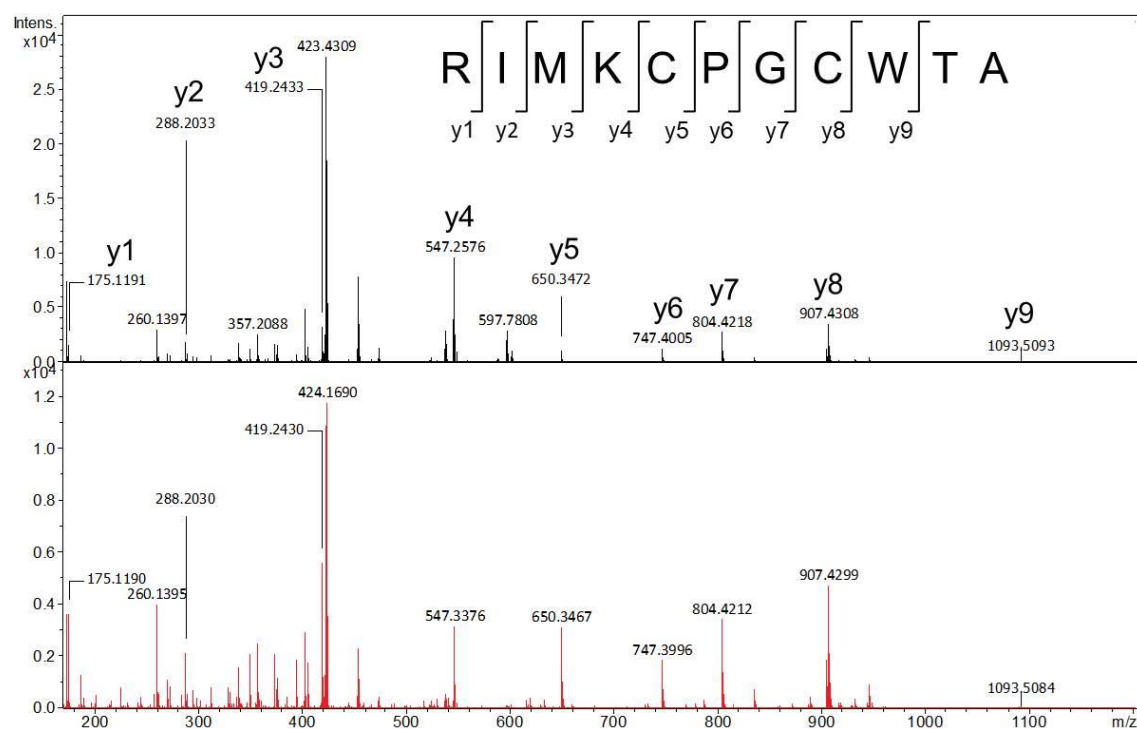 Intens.
x10⁴
2.5
2.0
1.5
1.0
0.5
0.0
y1
175.1191
y2
288.2033
260.1397
357.2088
y3
419.2433
423.4309
y4
547.2576
597.7808
y5
650.3472
y6
747.4005
y7
804.4218
y8
907.4308
y9
1093.5093
R I M K C P G C W T A
y1 y2 y3 y4 y5 y6 y7 y8 y9
x10⁴
1.2
1.0
0.8
0.6
0.4
0.2
0.0
175.1190
260.1395
288.2030
419.2430
424.1690
547.3376
650.3467
747.3996
804.4212
907.4299
1093.5084
200 300 400 500 600 700 800 900 1000 1100 m/z